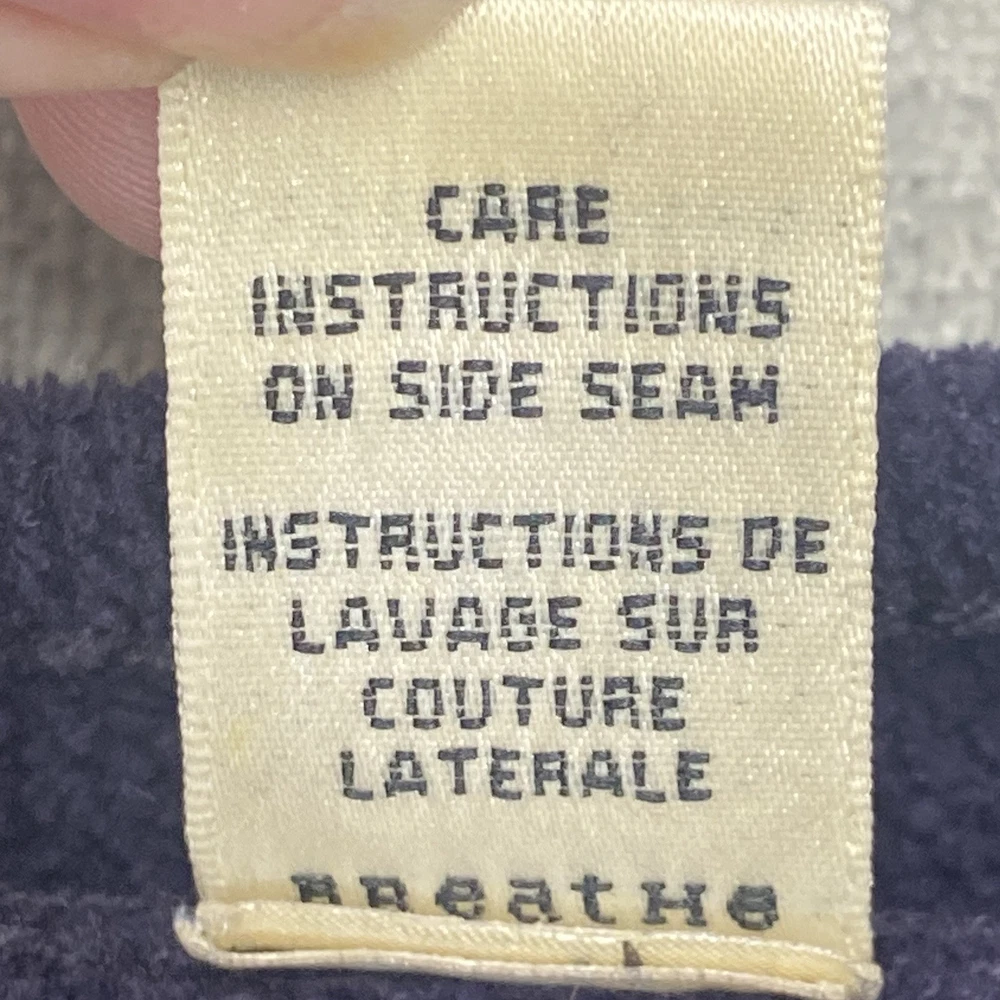 CARE
INSTRUCTIONS
ON SIDE SEAM
INSTRUCTIONS DE
LAVAGE SUR
COUTURE
LATERALE
BReatHe